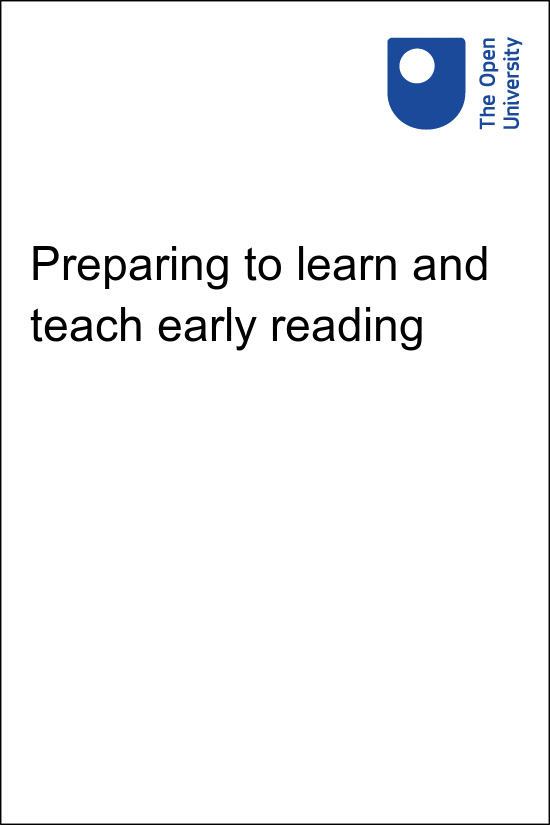 The Open
University
Preparing to learn and
teach early reading